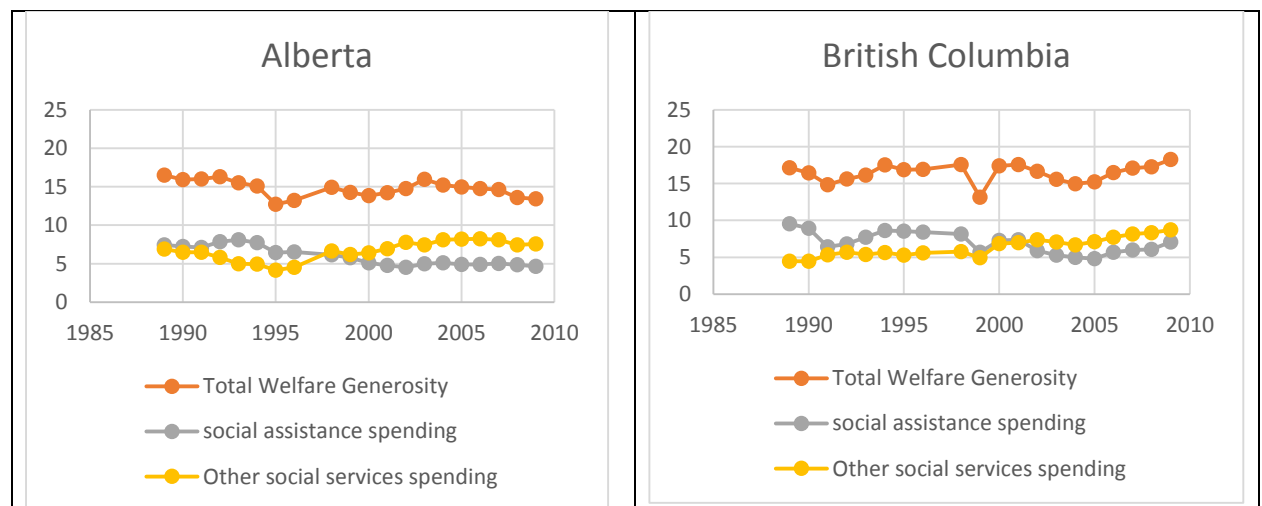 Alberta
25
20
15
10
5
0
1985 1990 1995 2000 2005 2010
Total Welfare Generosity
social assistance spending
Other social services spending
British Columbia
25
20
15
10
5
0
1985 1990 1995 2000 2005 2010
Total Welfare Generosity
social assistance spending
Other social services spending